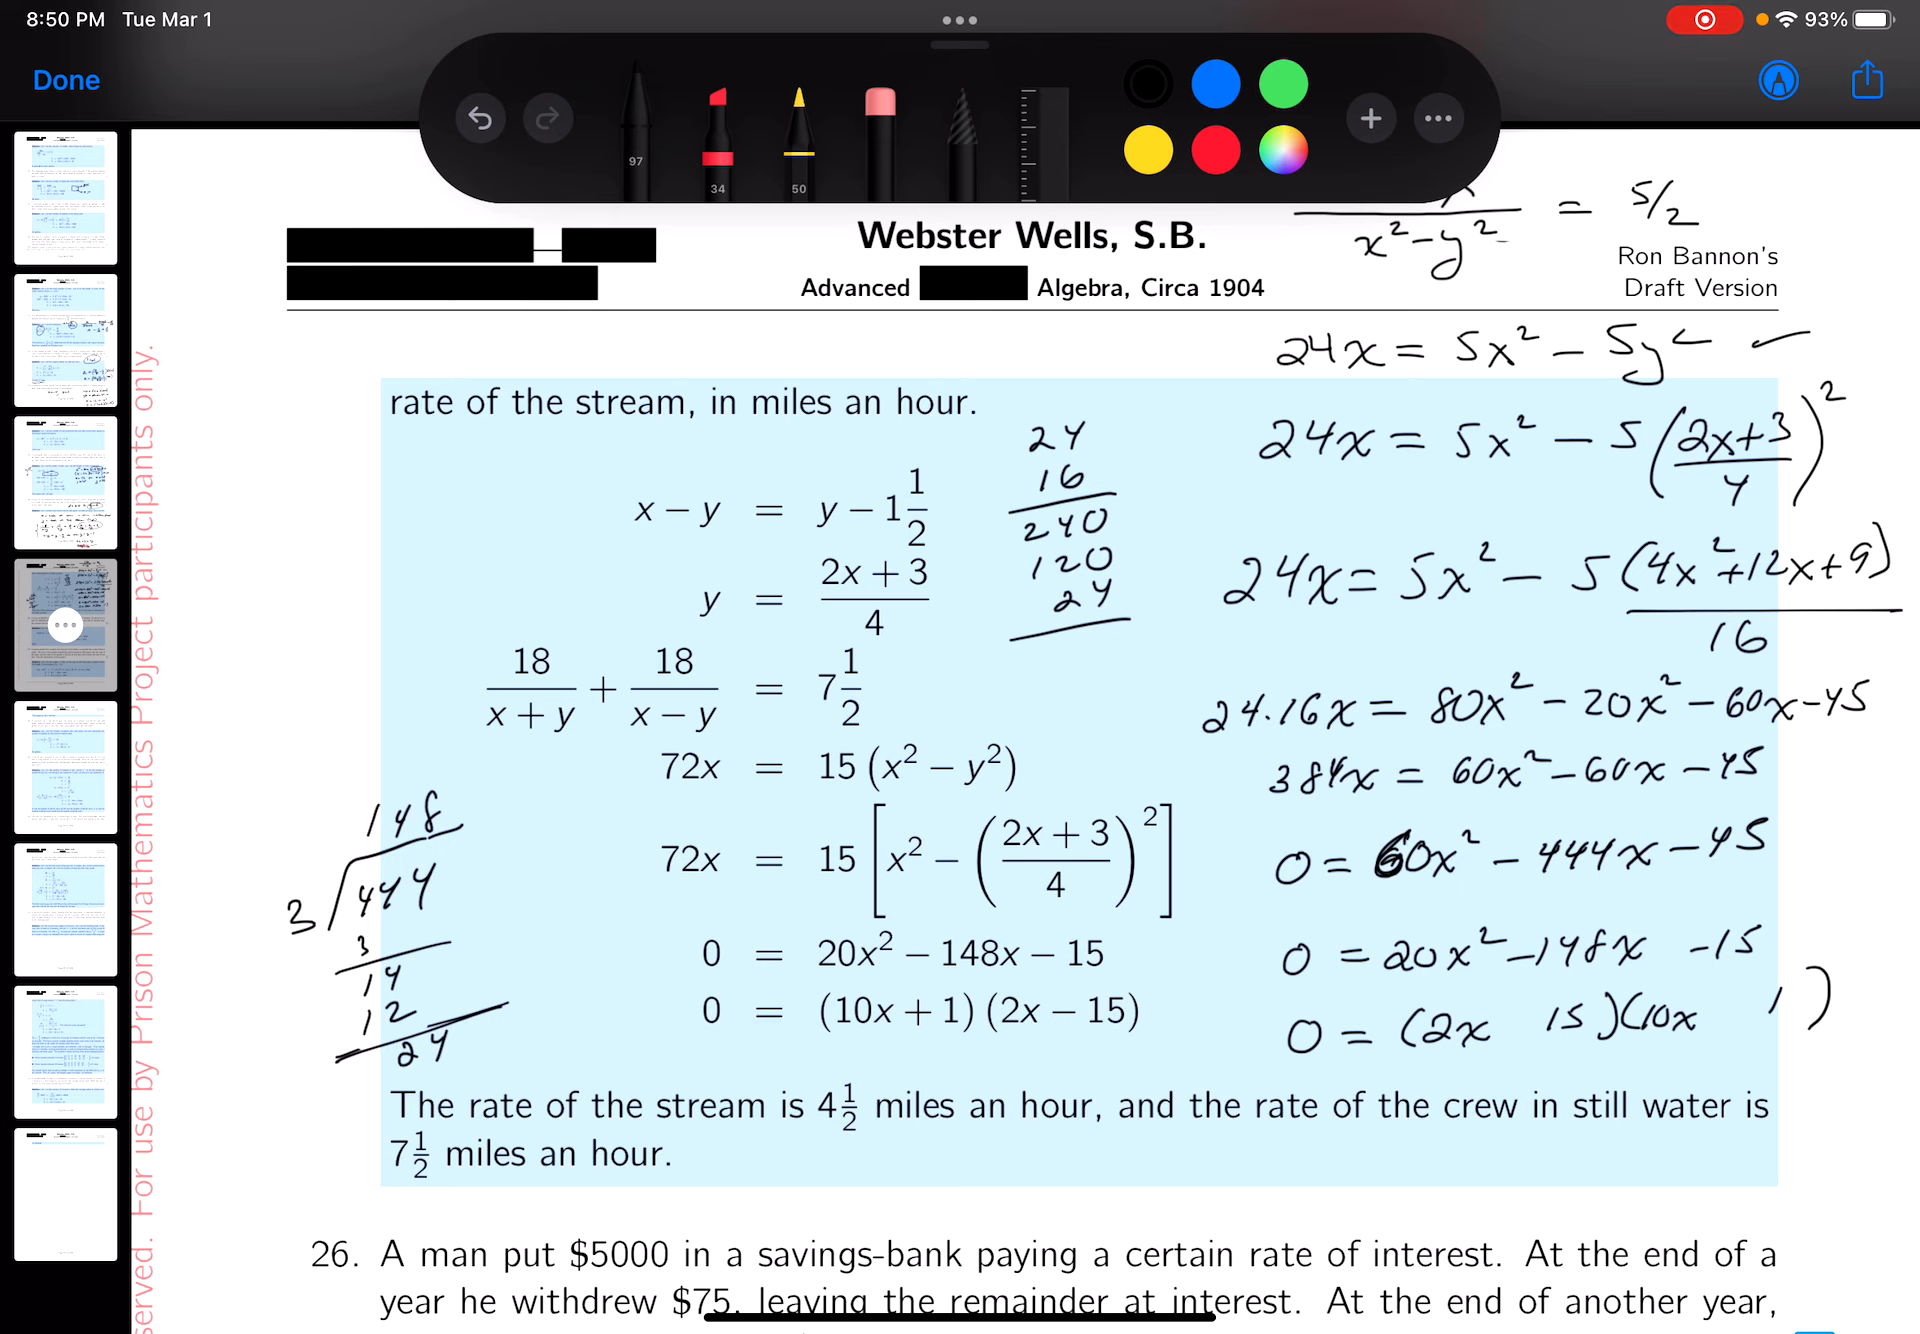 8:50 PM Tue Mar 1
93%
Done
97
34
50
x² - y² = 5/2
Webster Wells, S.B.
Ron Bannon's
Advanced Algebra, Circa 1904
Draft Version
24x = 5x² - 5y²
rate of the stream, in miles an hour.
24x = 5x² - 5((2x+3)/4)²
24
16
240
120
24
x − y = y − 1 1/2
y = (2x + 3)/4
24x = 5x² - 5(4x²+12x+9)/16
18/(x + y) + 18/(x − y) = 7 1/2
24·16x = 80x² - 20x² - 60x - 45
72x = 15 (x² − y²)
384x = 60x² - 60x - 45
72x = 15 [x² − ((2x + 3)/4)²]
0 = 60x² - 444x - 45
148
3 444
3
14
12
24
0 = 20x² − 148x − 15
0 = 20x² - 148x - 15
0 = (10x + 1) (2x − 15)
0 = (2x 15)(10x 1)
The rate of the stream is 4 1/2 miles an hour, and the rate of the crew in still water is
7 1/2 miles an hour.
26. A man put $5000 in a savings-bank paying a certain rate of interest. At the end of a
year he withdrew $75, leaving the remainder at interest. At the end of another year,
served. For use by Prison Mathematics Project participants only.